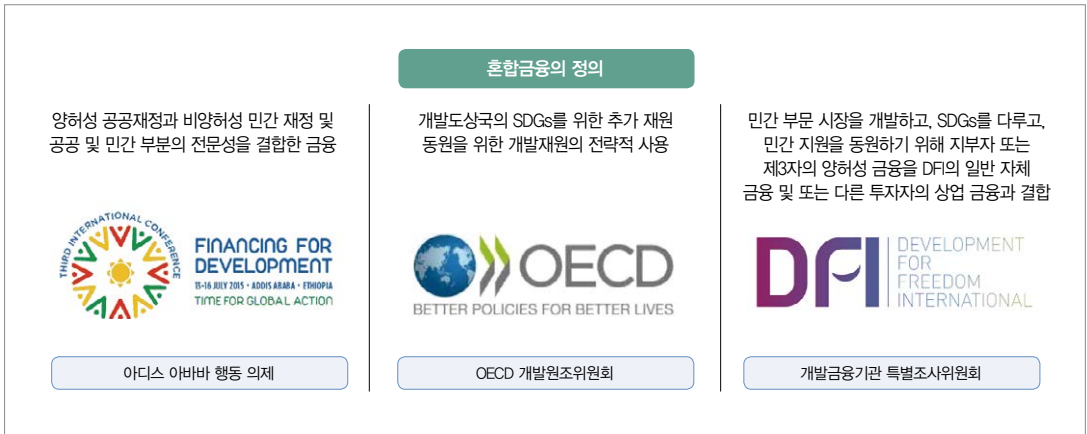 혼합금융의 정의
양허성 공공재정과 비양허성 민간 재정 및
공공 및 민간 부분의 전문성을 결합한 금융
THIRD INTERNATIONAL CONFERENCE
FINANCING FOR
DEVELOPMENT
13-16 JULY 2015 • ADDIS ABABA • ETHIOPIA
TIME FOR GLOBAL ACTION
아디스 아바바 행동 의제
개발도상국의 SDGs를 위한 추가 재원
동원을 위한 개발재원의 전략적 사용
OECD
BETTER POLICIES FOR BETTER LIVES
OECD 개발원조위원회
민간 부문 시장을 개발하고, SDGs를 다루고,
민간 지원을 동원하기 위해 지부자 또는
제3자의 양허성 금융을 DFI의 일반 자체
금융 및 또는 다른 투자자의 상업 금융과 결합
DFI
DEVELOPMENT
FOR
FREEDOM
INTERNATIONAL
개발금융기관 특별조사위원회